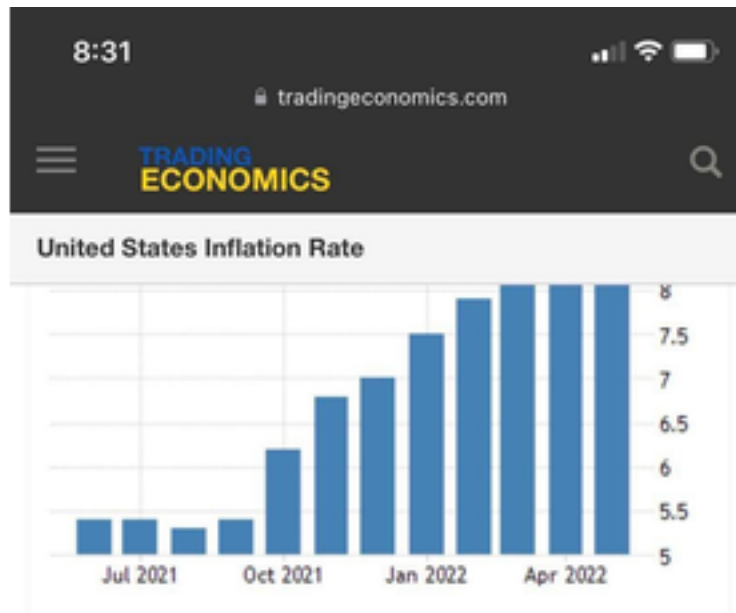 8:31
tradingeconomics.com
TRADING
ECONOMICS
United States Inflation Rate
8
7.5
7
6.5
6
5.5
5
Jul 2021 Oct 2021 Jan 2022 Apr 2022